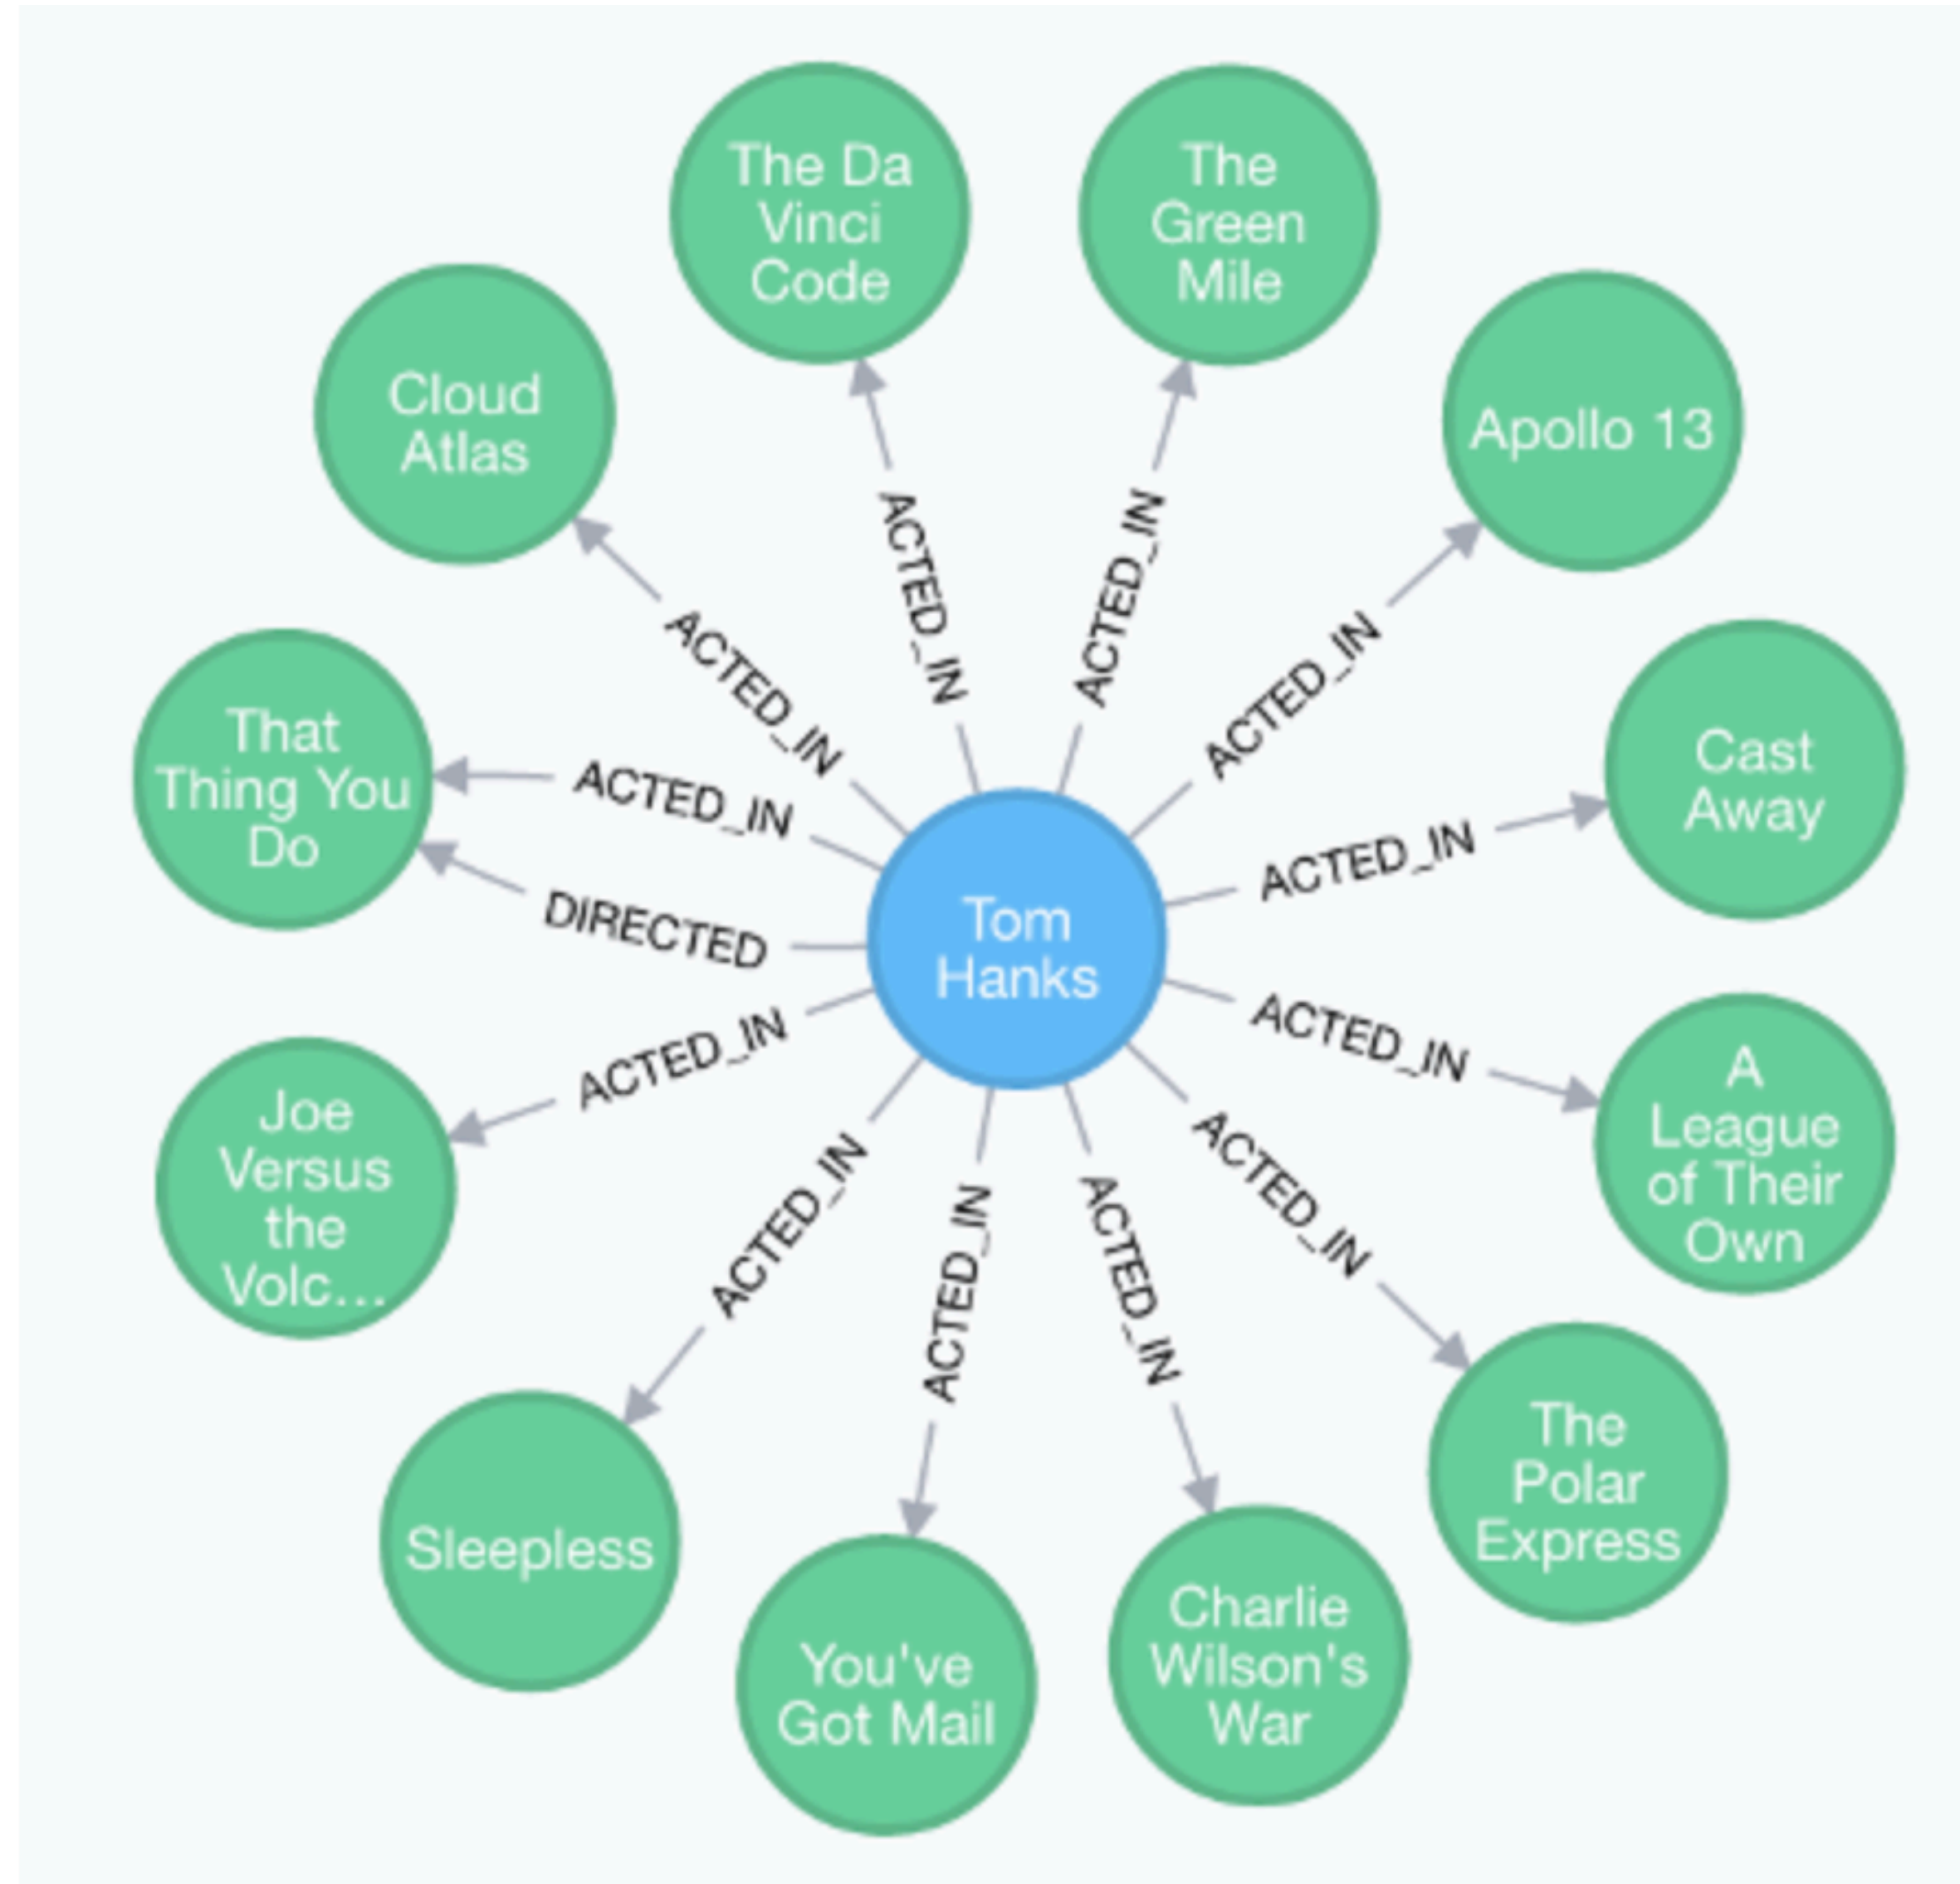 The Da
Vinci
Code
The
Green
Mile
Cloud
Atlas
Apollo 13
ACTED_IN
ACTED_IN
ACTED_IN
ACTED_IN
That
Thing You
Do
ACTED_IN
DIRECTED
Cast
Away
ACTED_IN
Tom
Hanks
ACTED_IN
ACTED_IN
A
League
of Their
Own
Joe
Versus
the
Volc...
ACTED_IN
ACTED_IN
ACTED_IN
ACTED_IN
Sleepless
The
Polar
Express
You've
Got Mail
Charlie
Wilson's
War